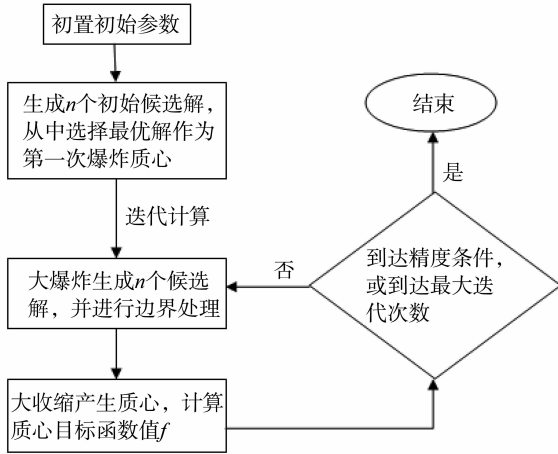 初置初始参数
生成n个初始候选解，
从中选择最优解作为
第一次爆炸质心
迭代计算
大爆炸生成n个候选
解，并进行边界处理
大收缩产生质心，计算
质心目标函数值f
否
到达精度条件，
或到达最大迭
代次数
是
结束